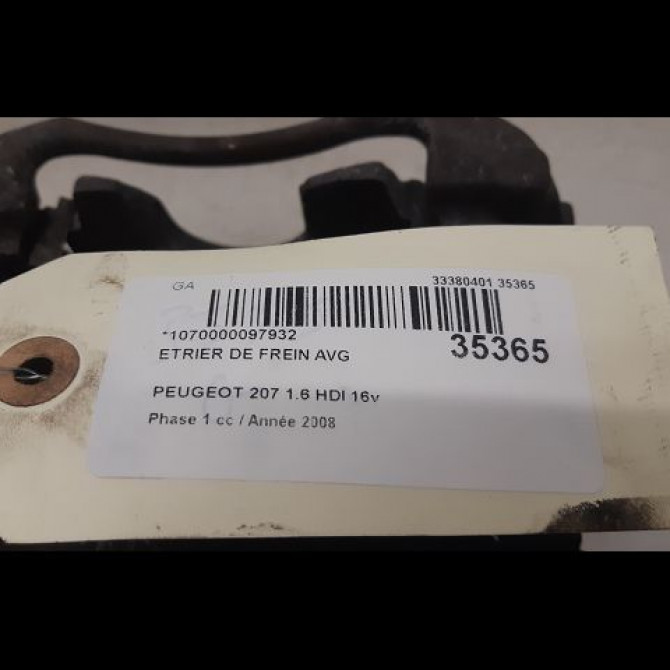 GA
33380401 35365
*1070000097932
35365
ETRIER DE FREIN AVG
PEUGEOT 207 1.6 HDI 16v
Phase 1 cc / Année 2008